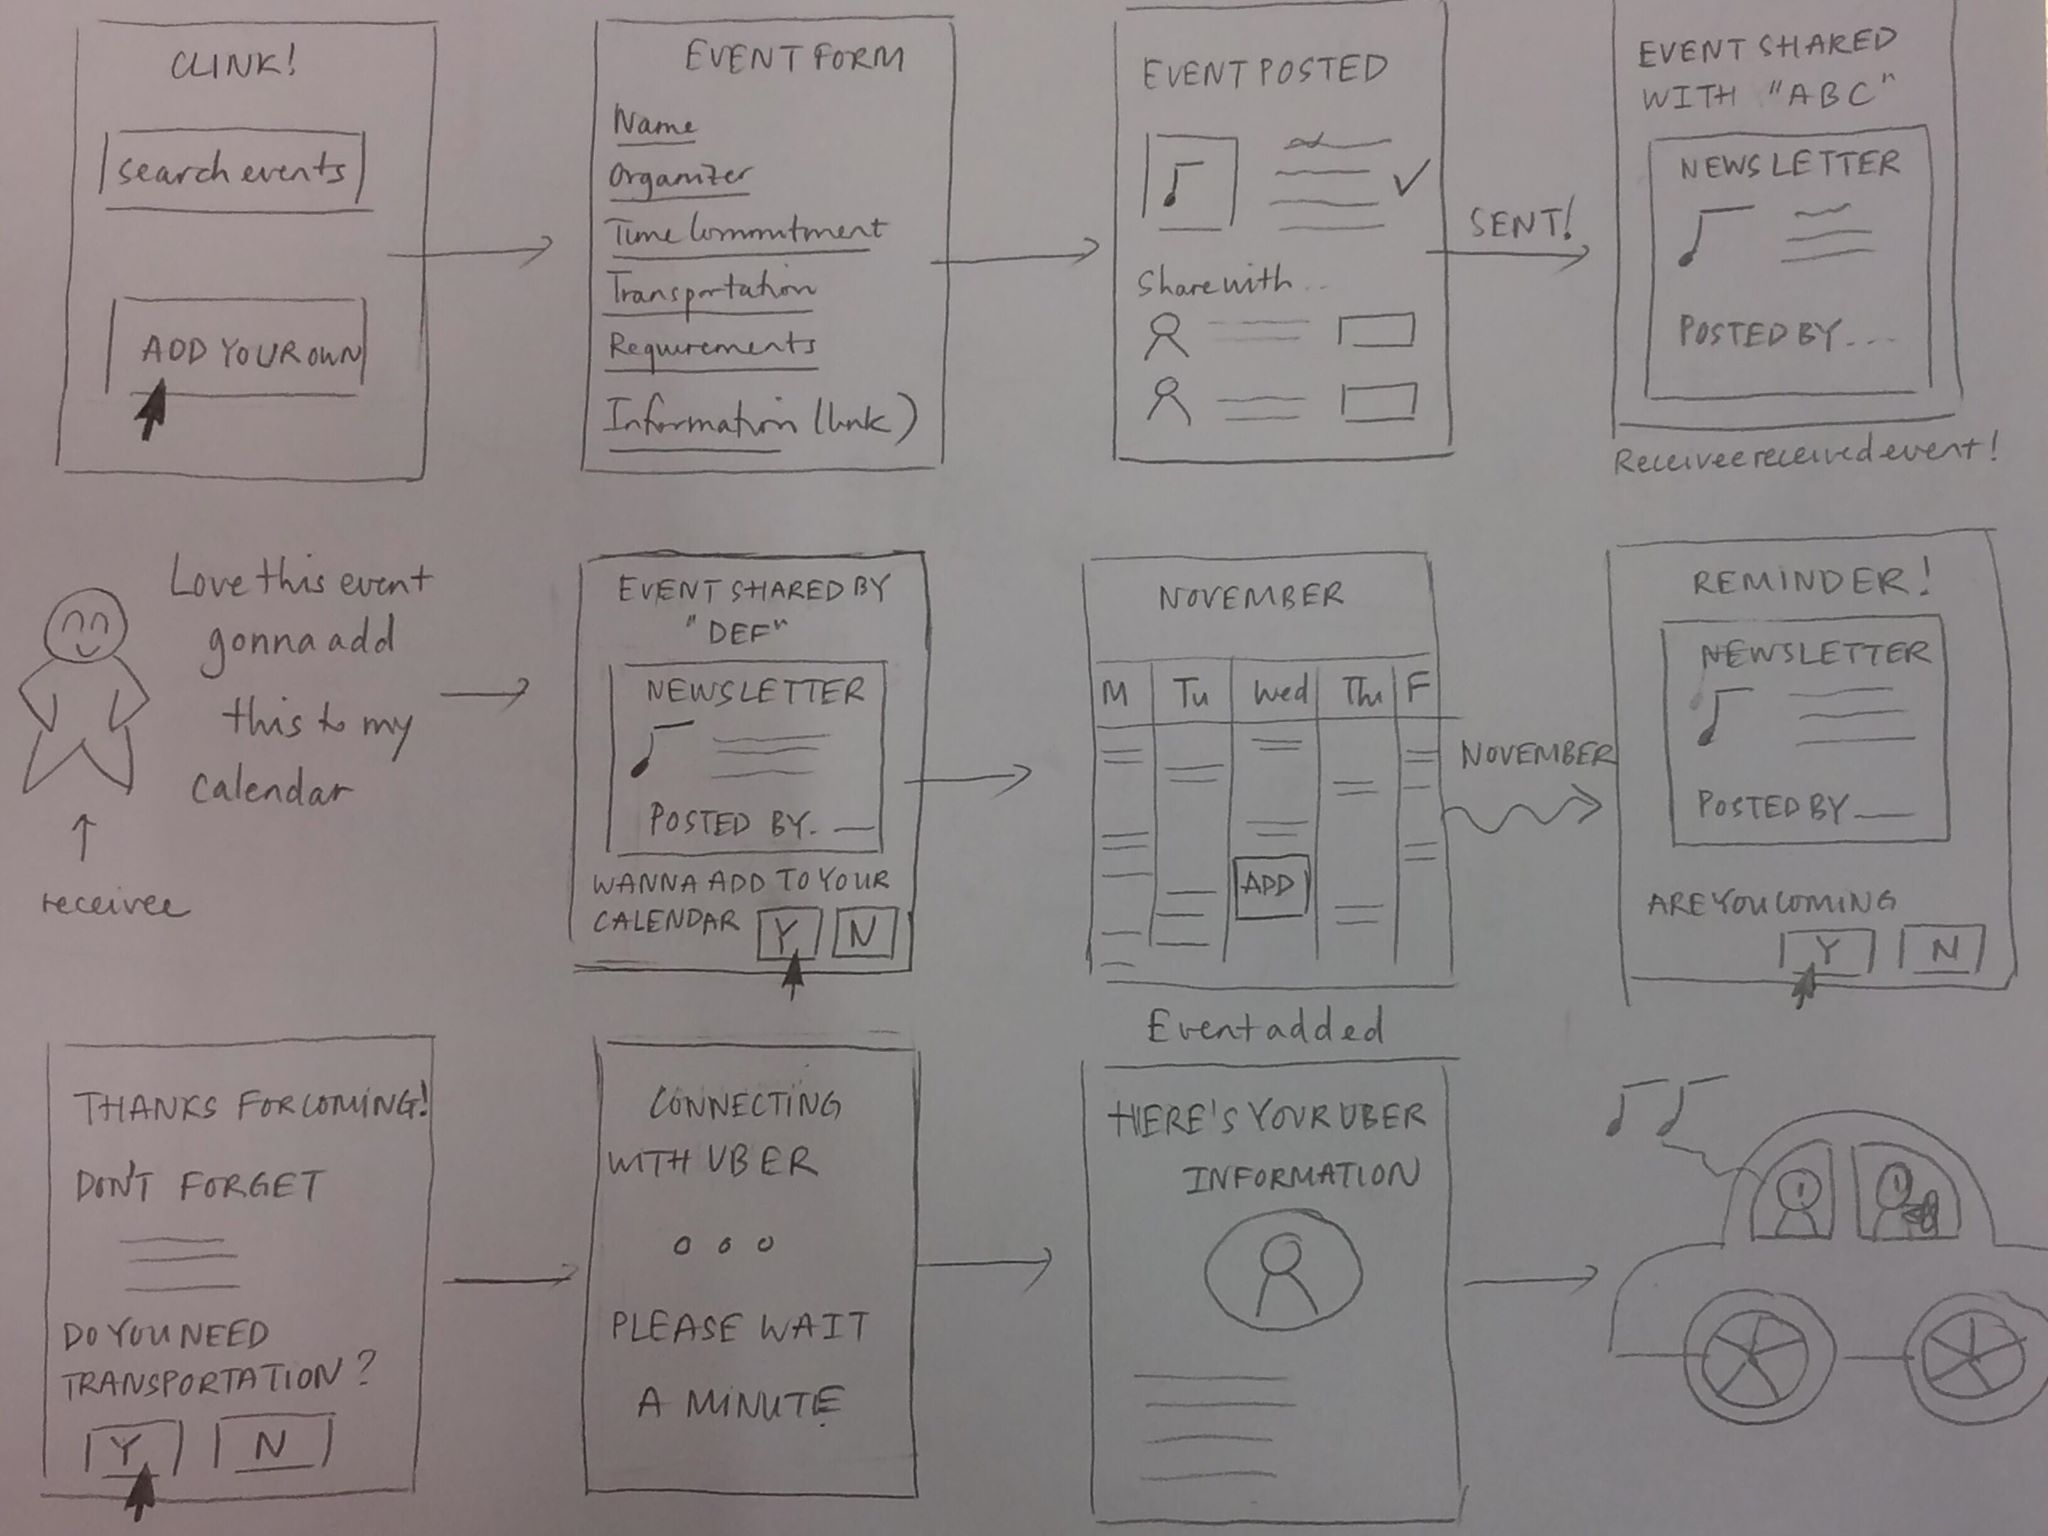 CLINK!
search events
ADD YOUR OWN
EVENT FORM
Name
Organizer
Time Commitment
Transportation
Requirements
Information (link)
EVENT POSTED
Share with..
SENT!
EVENT SHARED
WITH "ABC"
NEWSLETTER
POSTED BY...
Receivee received event!
Love this event
gonna add
this to my
calendar
receivee
EVENT SHARED BY
"DEF"
NEWSLETTER
POSTED BY.
WANNA ADD TO YOUR
CALENDAR Y N
NOVEMBER
M Tu Wed Thu F
ADD
Event added
NOVEMBER
REMINDER!
NEWSLETTER
POSTED BY
ARE YOU COMING
Y N
THANKS FOR COMING!
DON'T FORGET
DO YOU NEED
TRANSPORTATION?
Y N
CONNECTING
WITH UBER
PLEASE WAIT
A MINUTE
HERE'S YOUR UBER
INFORMATION